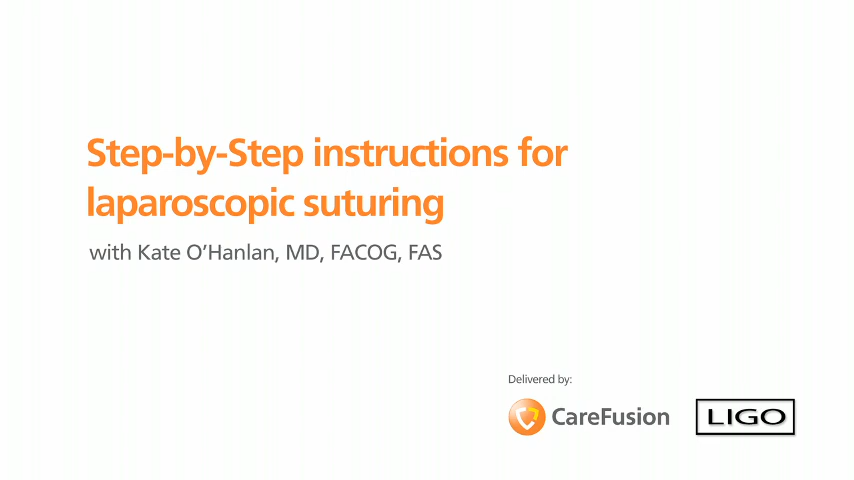 Step-by-Step instructions for
laparoscopic suturing
with Kate O'Hanlan, MD, FACOG, FAS
Delivered by:
CareFusion
LIGO